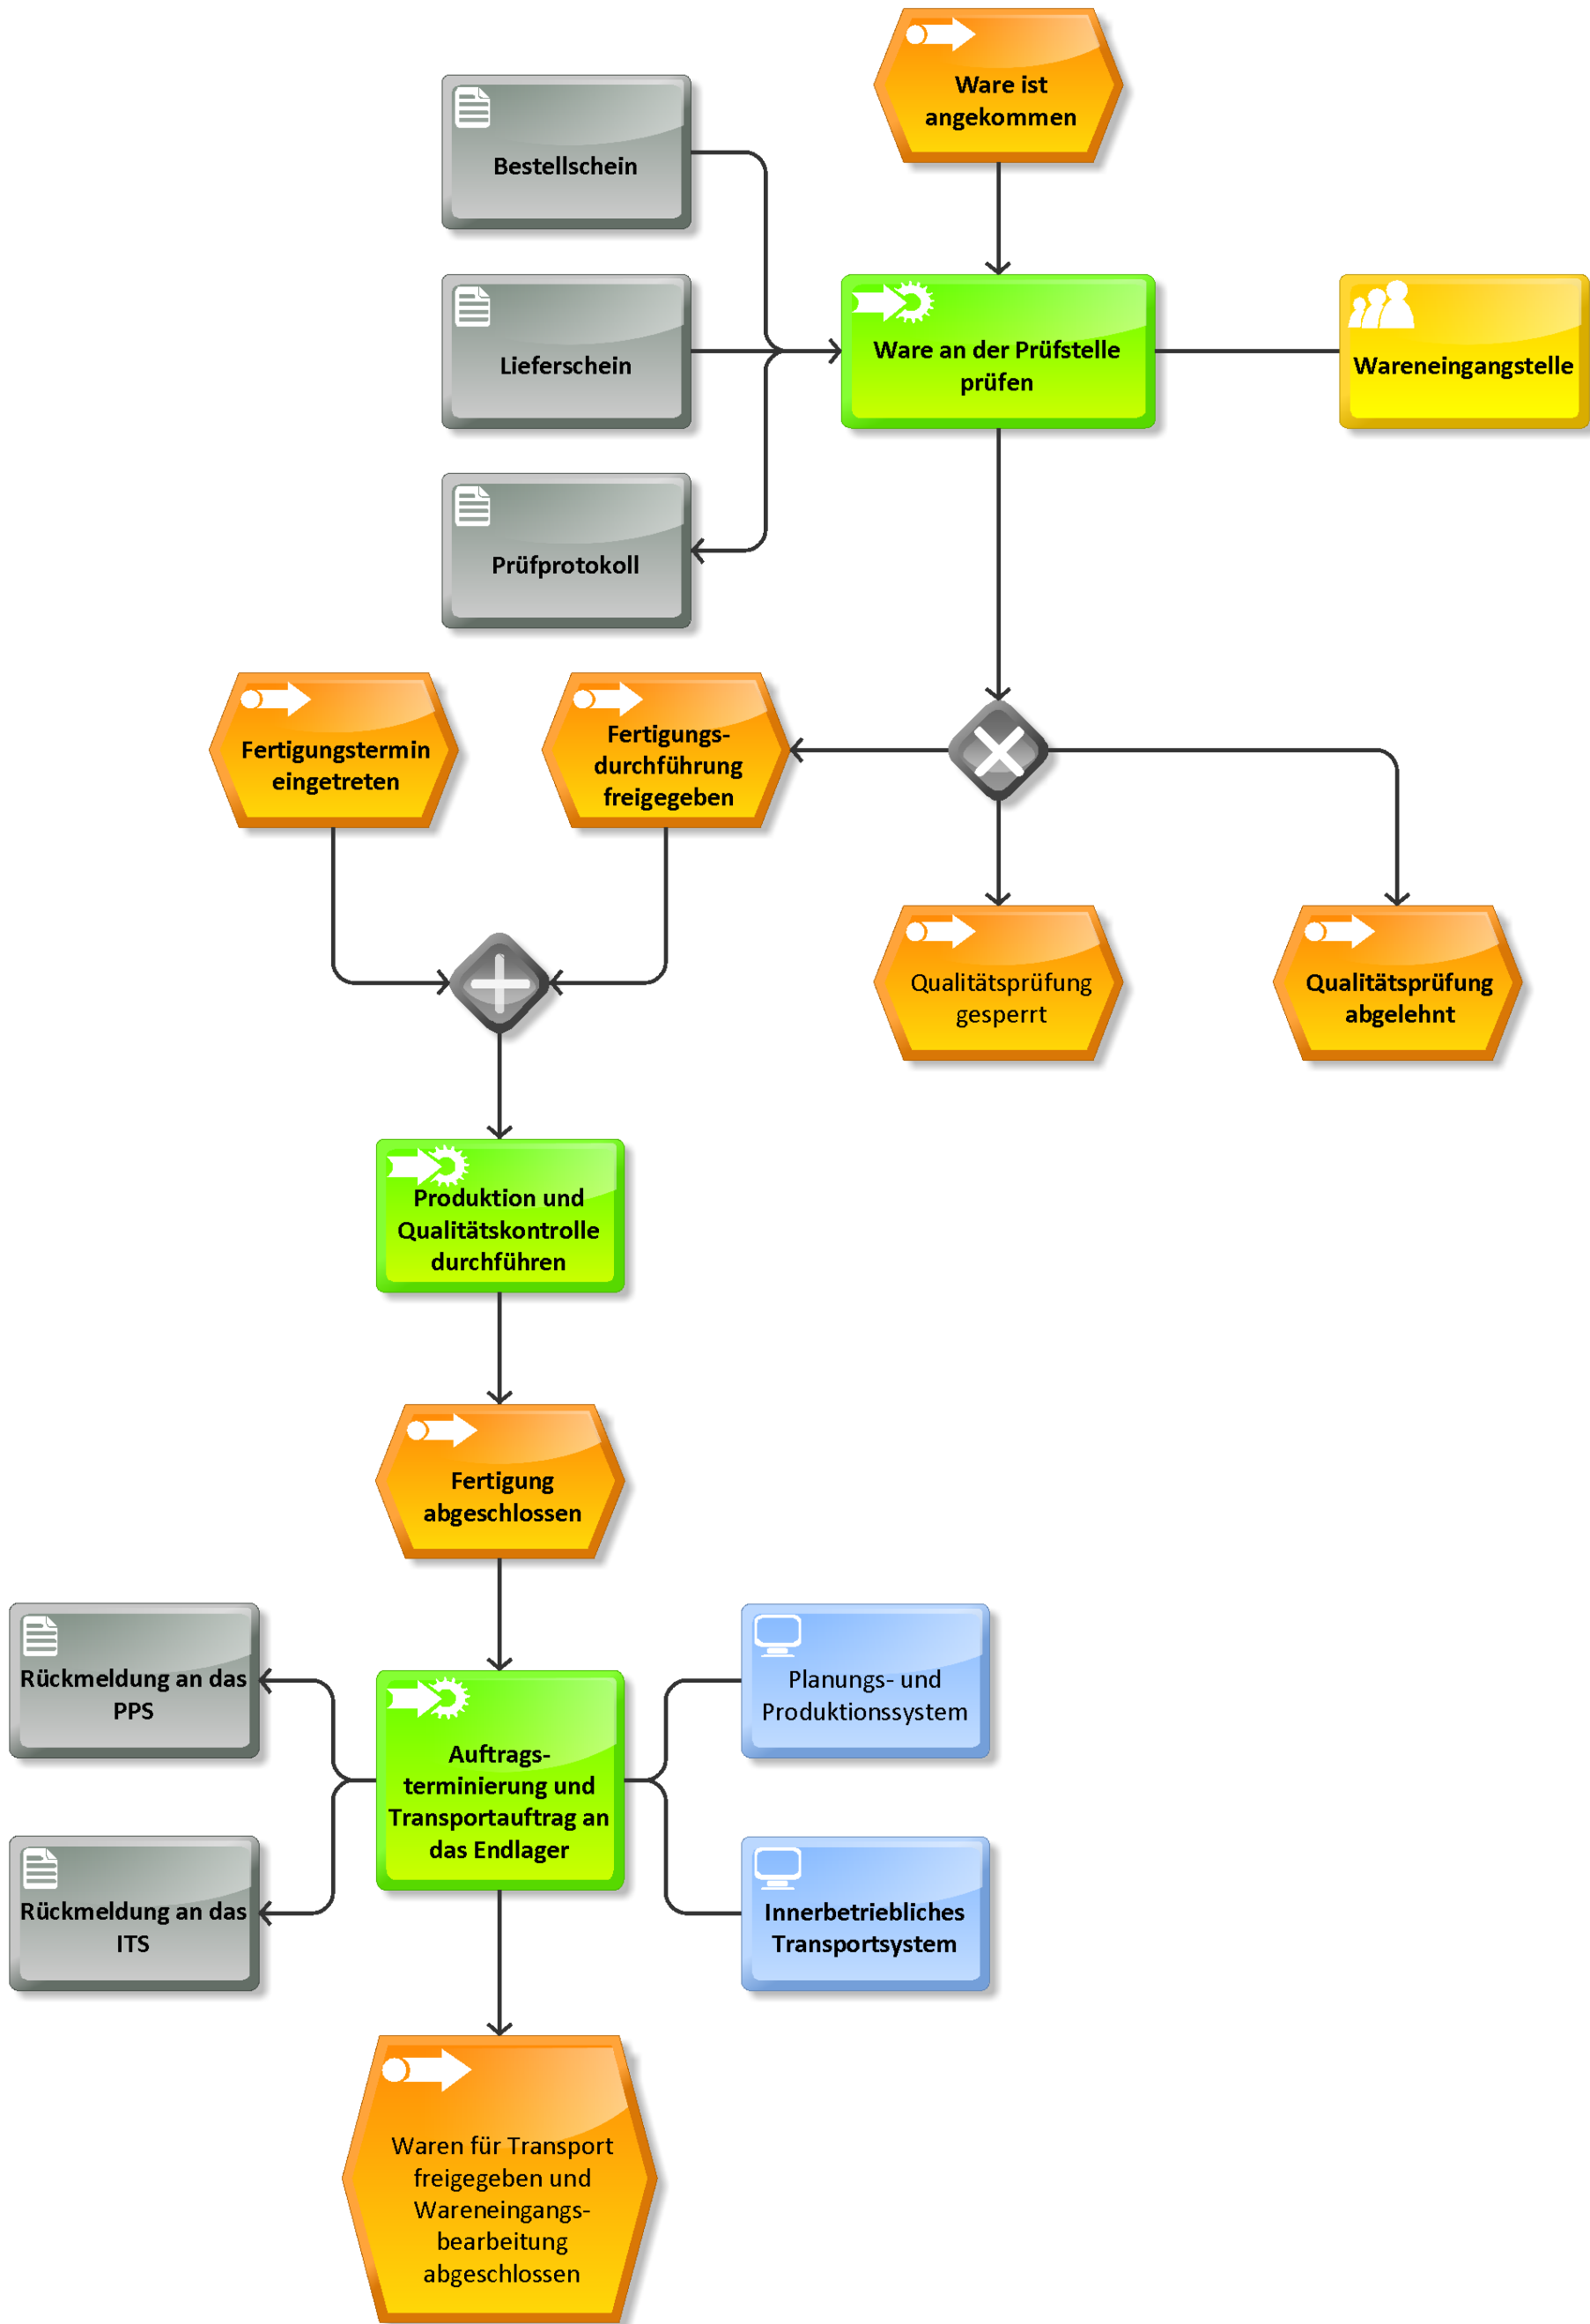 Ware ist
angekommen
Bestellschein
Lieferschein
Ware an der Prüfstelle
prüfen
Wareneingangstelle
Prüfprotokoll
Fertigungstermin
eingetreten
Fertigungs-
durchführung
freigegeben
Qualitätsprüfung
gesperrt
Qualitätsprüfung
abgelehnt
Produktion und
Qualitätskontrolle
durchführen
Fertigung
abgeschlossen
Rückmeldung an das
PPS
Auftrags-
terminierung und
Transportauftrag an
das Endlager
Planungs- und
Produktionssystem
Rückmeldung an das
ITS
Innerbetriebliches
Transportsystem
Waren für Transport
freigegeben und
Wareneingangs-
bearbeitung
abgeschlossen